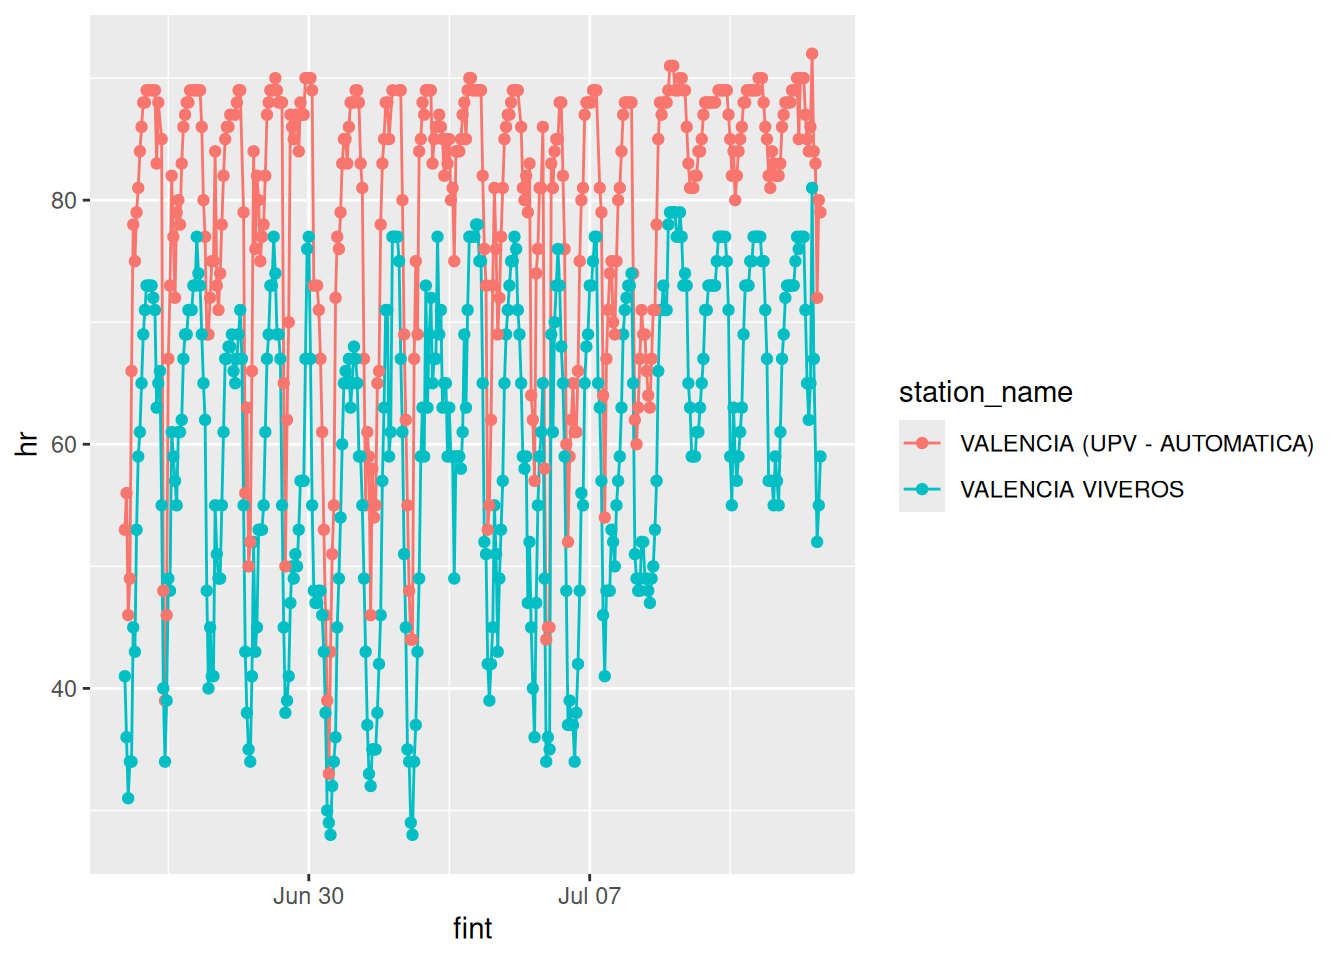 80
60
40
hr
Jun 30
Jul 07
fint
station_name
VALENCIA (UPV - AUTOMATICA)
VALENCIA VIVEROS